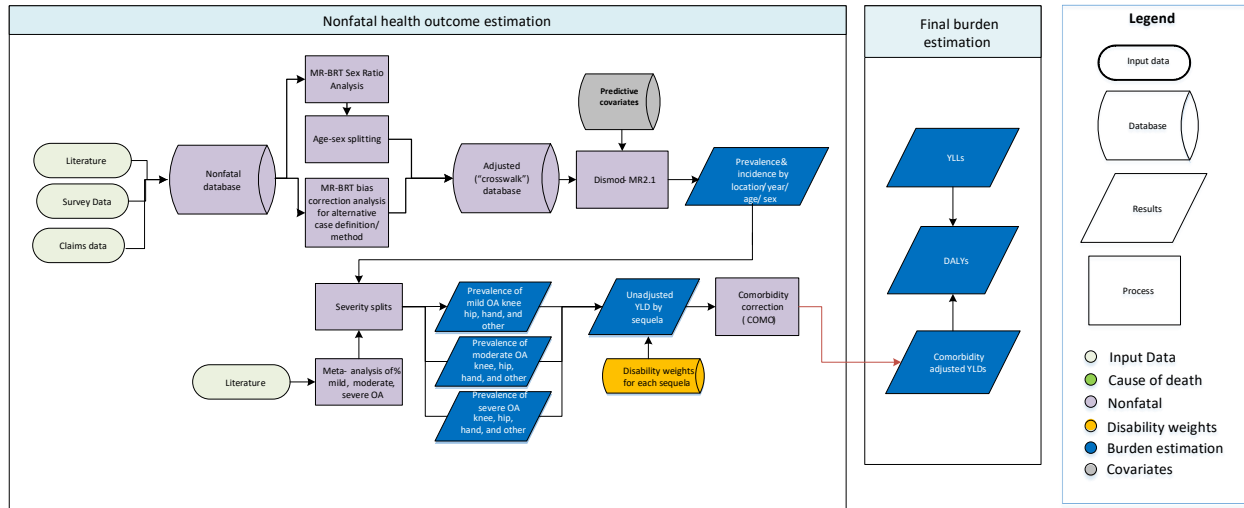 Nonfatal health outcome estimation
Literature
Survey Data
Claims data
Nonfatal
database
MR-BRT Sex Ratio
Analysis
Age-sex splitting
MR-BRT bias
correction analysis
for alternative
case definition/
method
Adjusted
(“crosswalk”)
database
Predictive
covariates
Dismod- MR2.1
Prevalence&
incidence by
location/year/
age/ sex
Severity splits
Literature
Meta- analysis of%
mild, moderate,
severe OA
Prevalence of
mild OA knee
hip, hand, and
other
Prevalence of
moderate OA
knee, hip,
hand, and other
Prevalence of
severe OA
knee, hip,
hand, and other
Unadjusted
YLD by
sequela
Disability weights
for each sequela
Comorbidity
correction
( COMO)
Final burden
estimation
YLLs
DALYs
Comorbidity
adjusted YLDs
Legend
Input data
Database
Results
Process
Input Data
Cause of death
Nonfatal
Disability weights
Burden estimation
Covariates